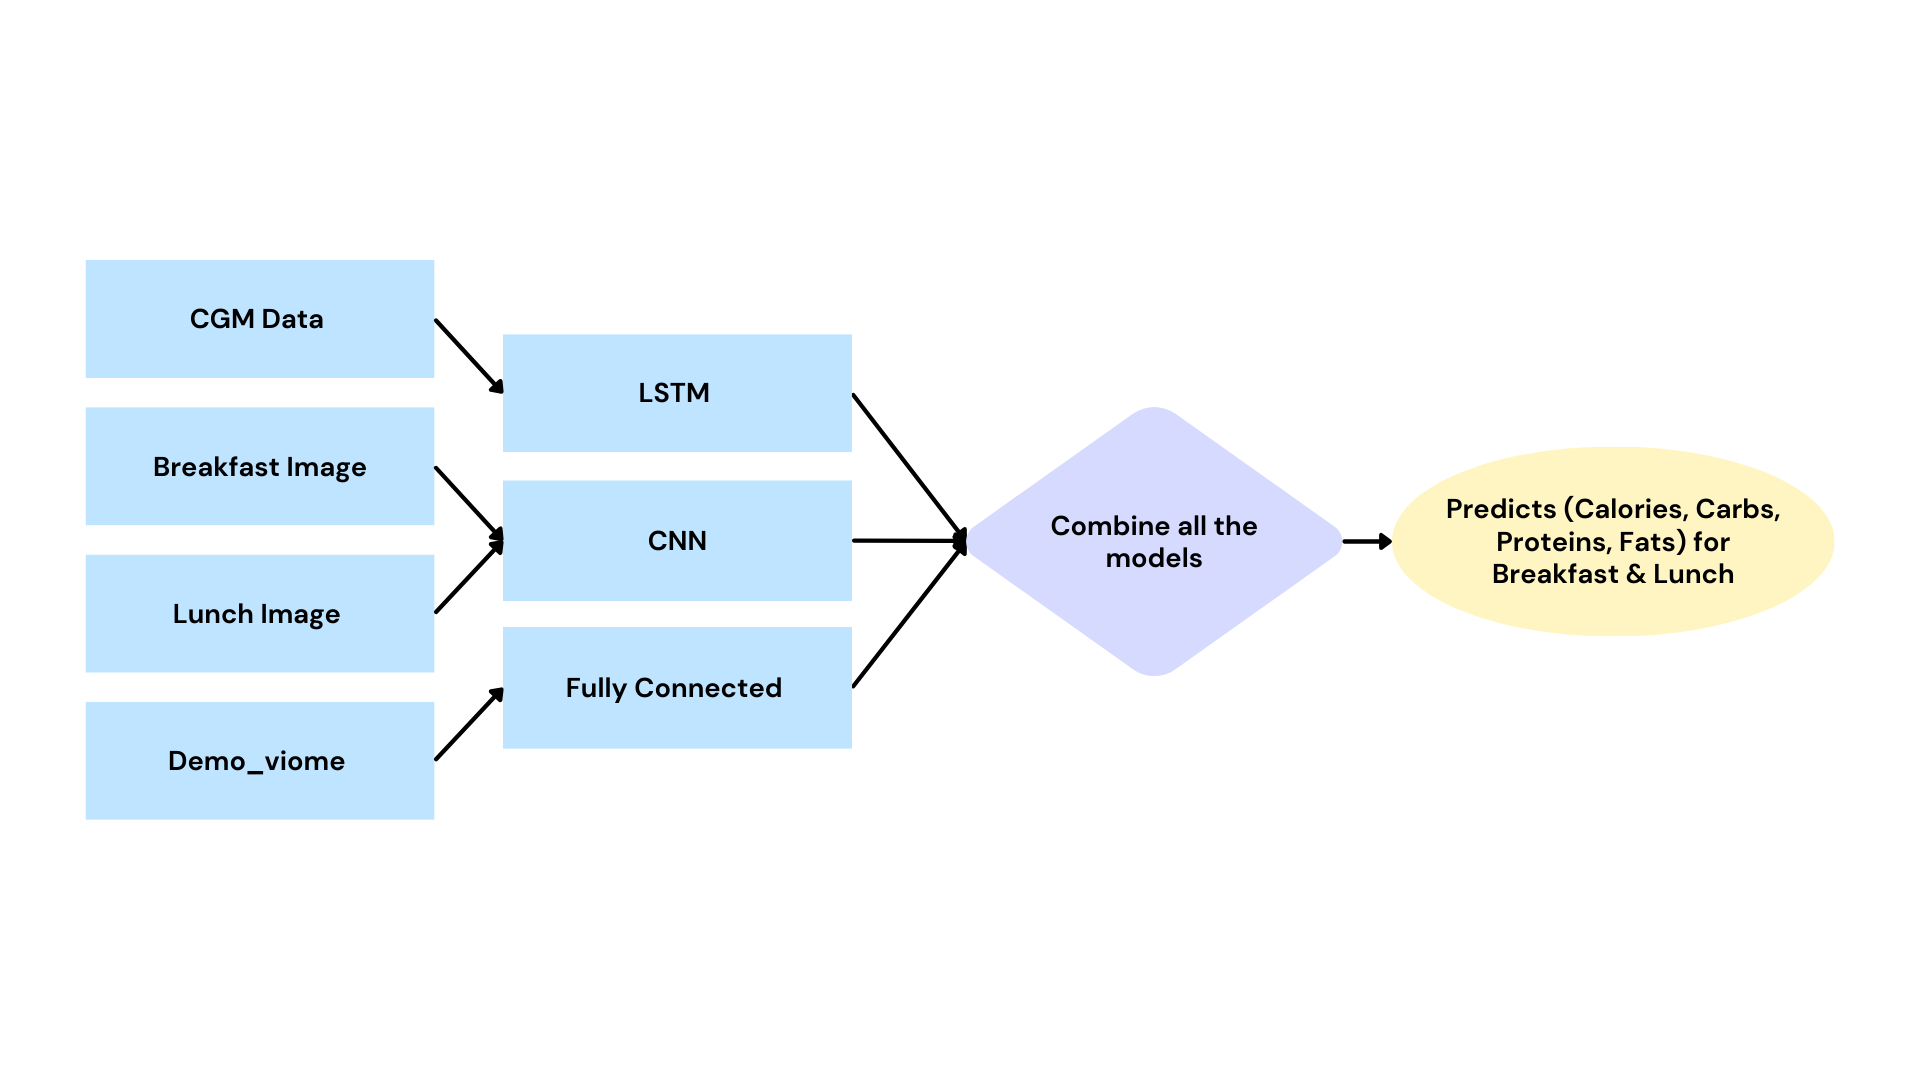 CGM Data
Breakfast Image
Lunch Image
Demo_viome
LSTM
CNN
Fully Connected
Combine all the
models
Predicts (Calories, Carbs,
Proteins, Fats) for
Breakfast & Lunch